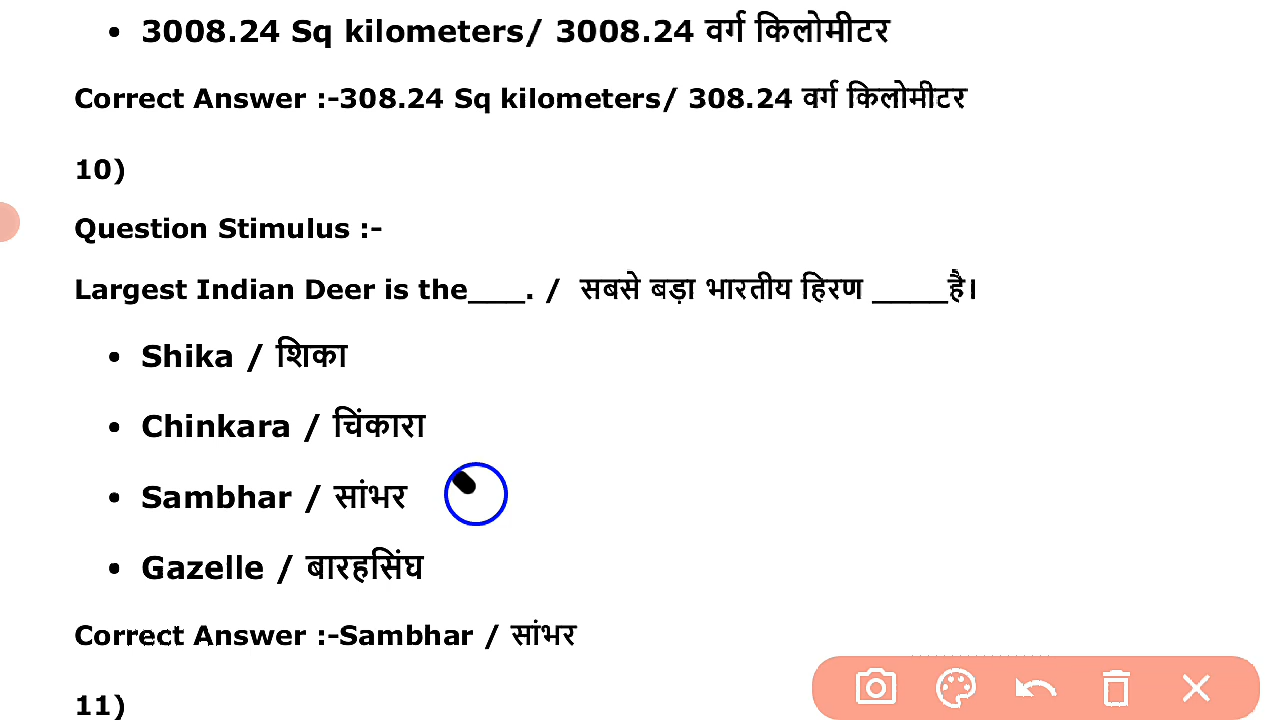 • 3008.24 Sq kilometers/ 3008.24 वर्ग किलोमीटर
Correct Answer :-308.24 Sq kilometers/ 308.24 वर्ग किलोमीटर
10)
Question Stimulus :-
Largest Indian Deer is the___. / सबसे बड़ा भारतीय हिरण ____है।
• Shika / शिका
• Chinkara / चिंकारा
• Sambhar / सांभर
• Gazelle / बारहसिंघ
Correct Answer :-Sambhar / सांभर
11)